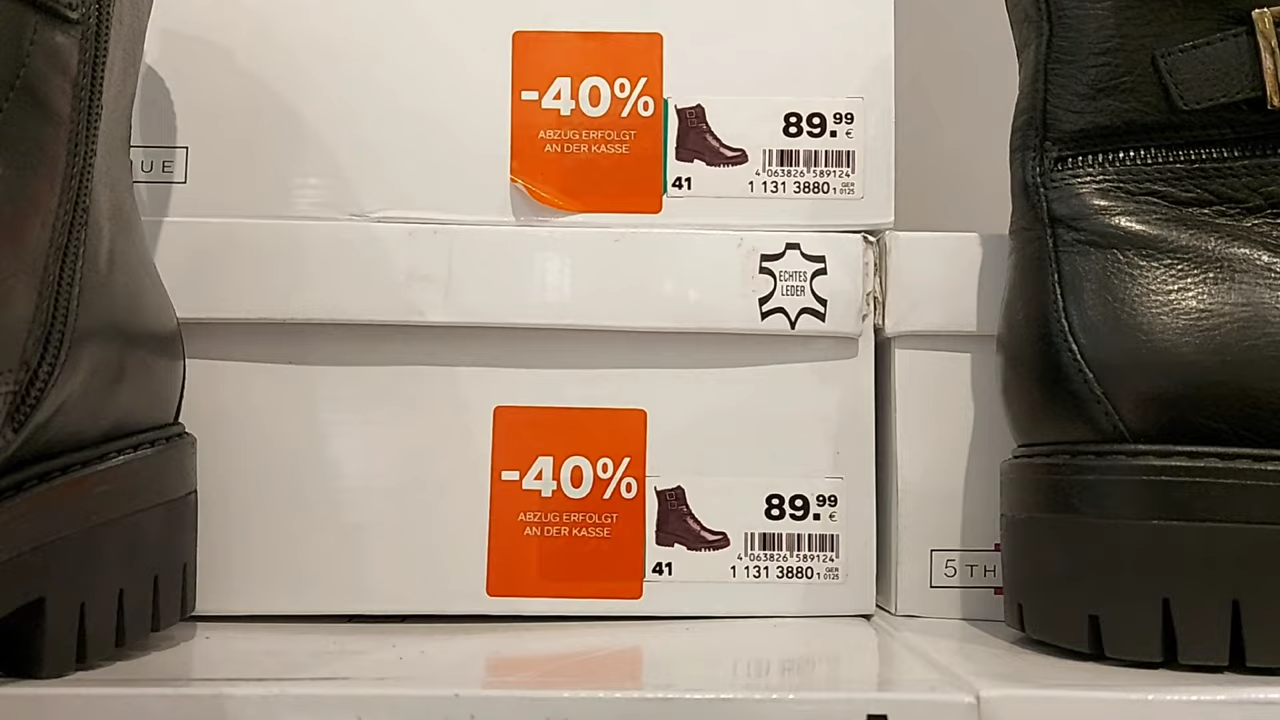 -40%
ABZUG ERFOLGT
AN DER KASSE
89.99
€
4 063826 589124
41
1 131 3880 1
GER
0125
UE
ECHTES
LEDER
-40%
ABZUG ERFOLGT
AN DER KASSE
89.99
€
4 063826 589124
41
1 131 3880 1
GER
0125
5TH